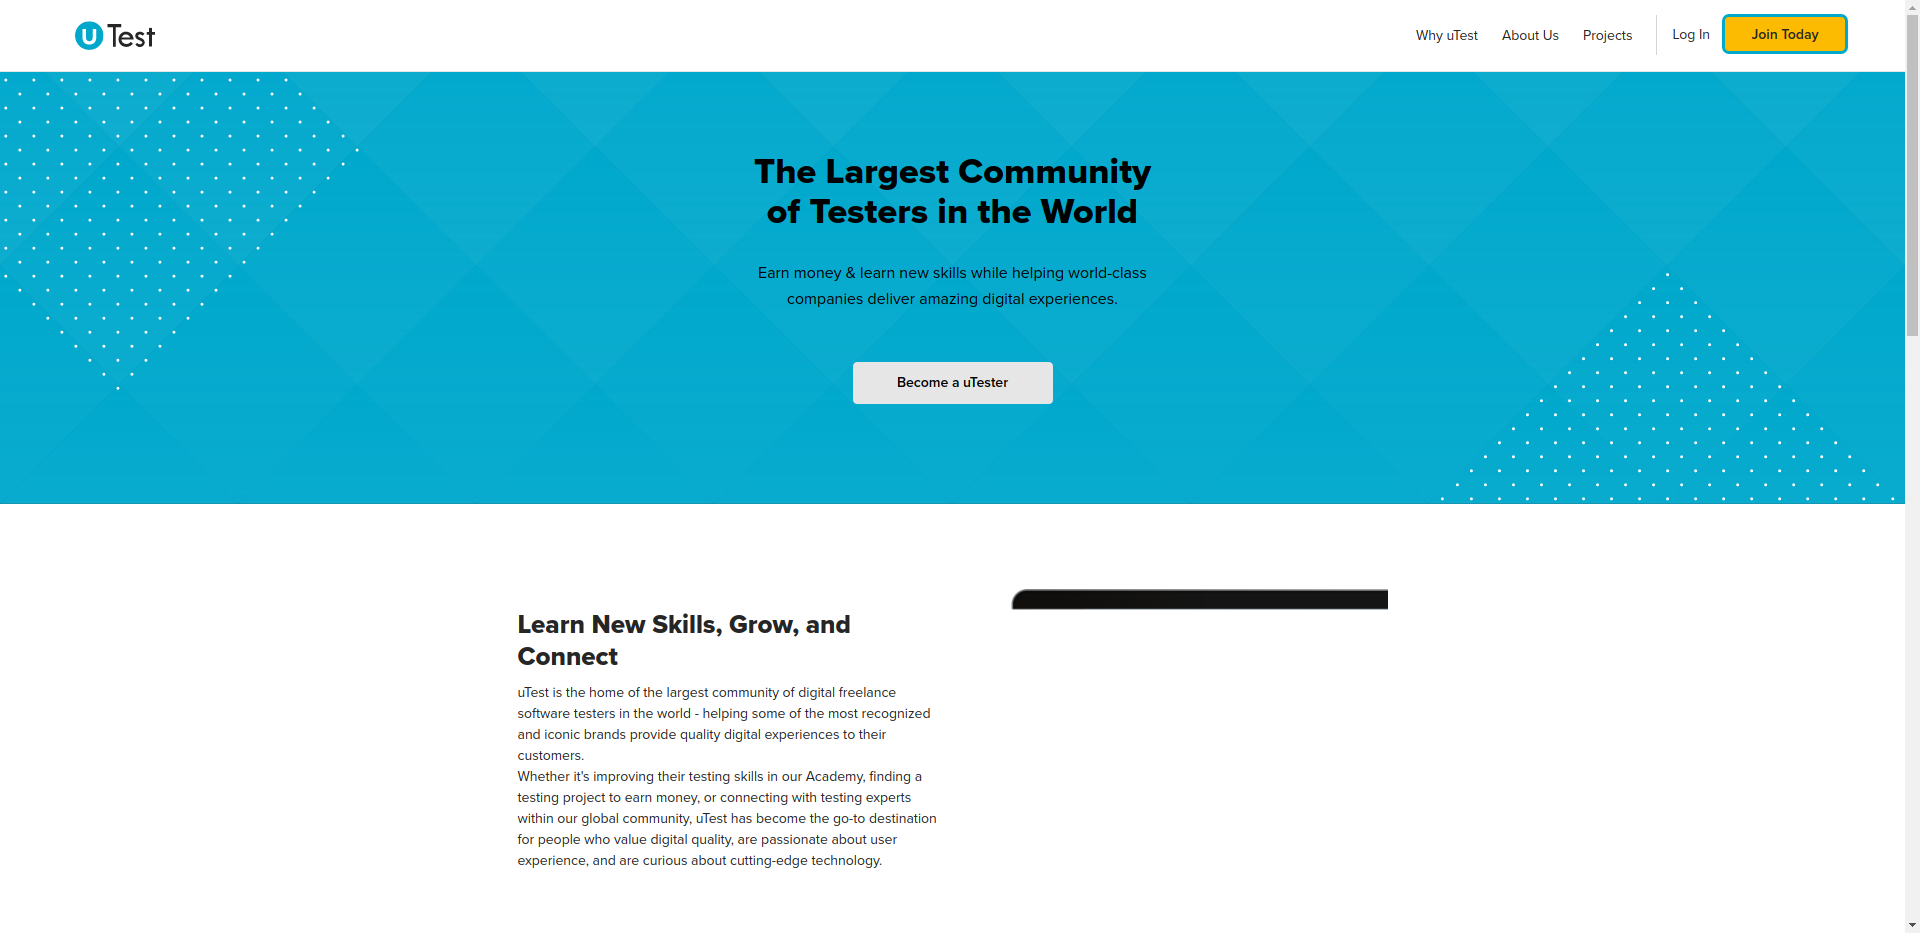 uTest
Why uTest
About Us
Projects
Log In
Join Today
The Largest Community
of Testers in the World
Earn money & learn new skills while helping world-class
companies deliver amazing digital experiences.
Become a uTester
Learn New Skills, Grow, and
Connect
uTest is the home of the largest community of digital freelance
software testers in the world - helping some of the most recognized
and iconic brands provide quality digital experiences to their
customers.
Whether it's improving their testing skills in our Academy, finding a
testing project to earn money, or connecting with testing experts
within our global community, uTest has become the go-to destination
for people who value digital quality, are passionate about user
experience, and are curious about cutting-edge technology.